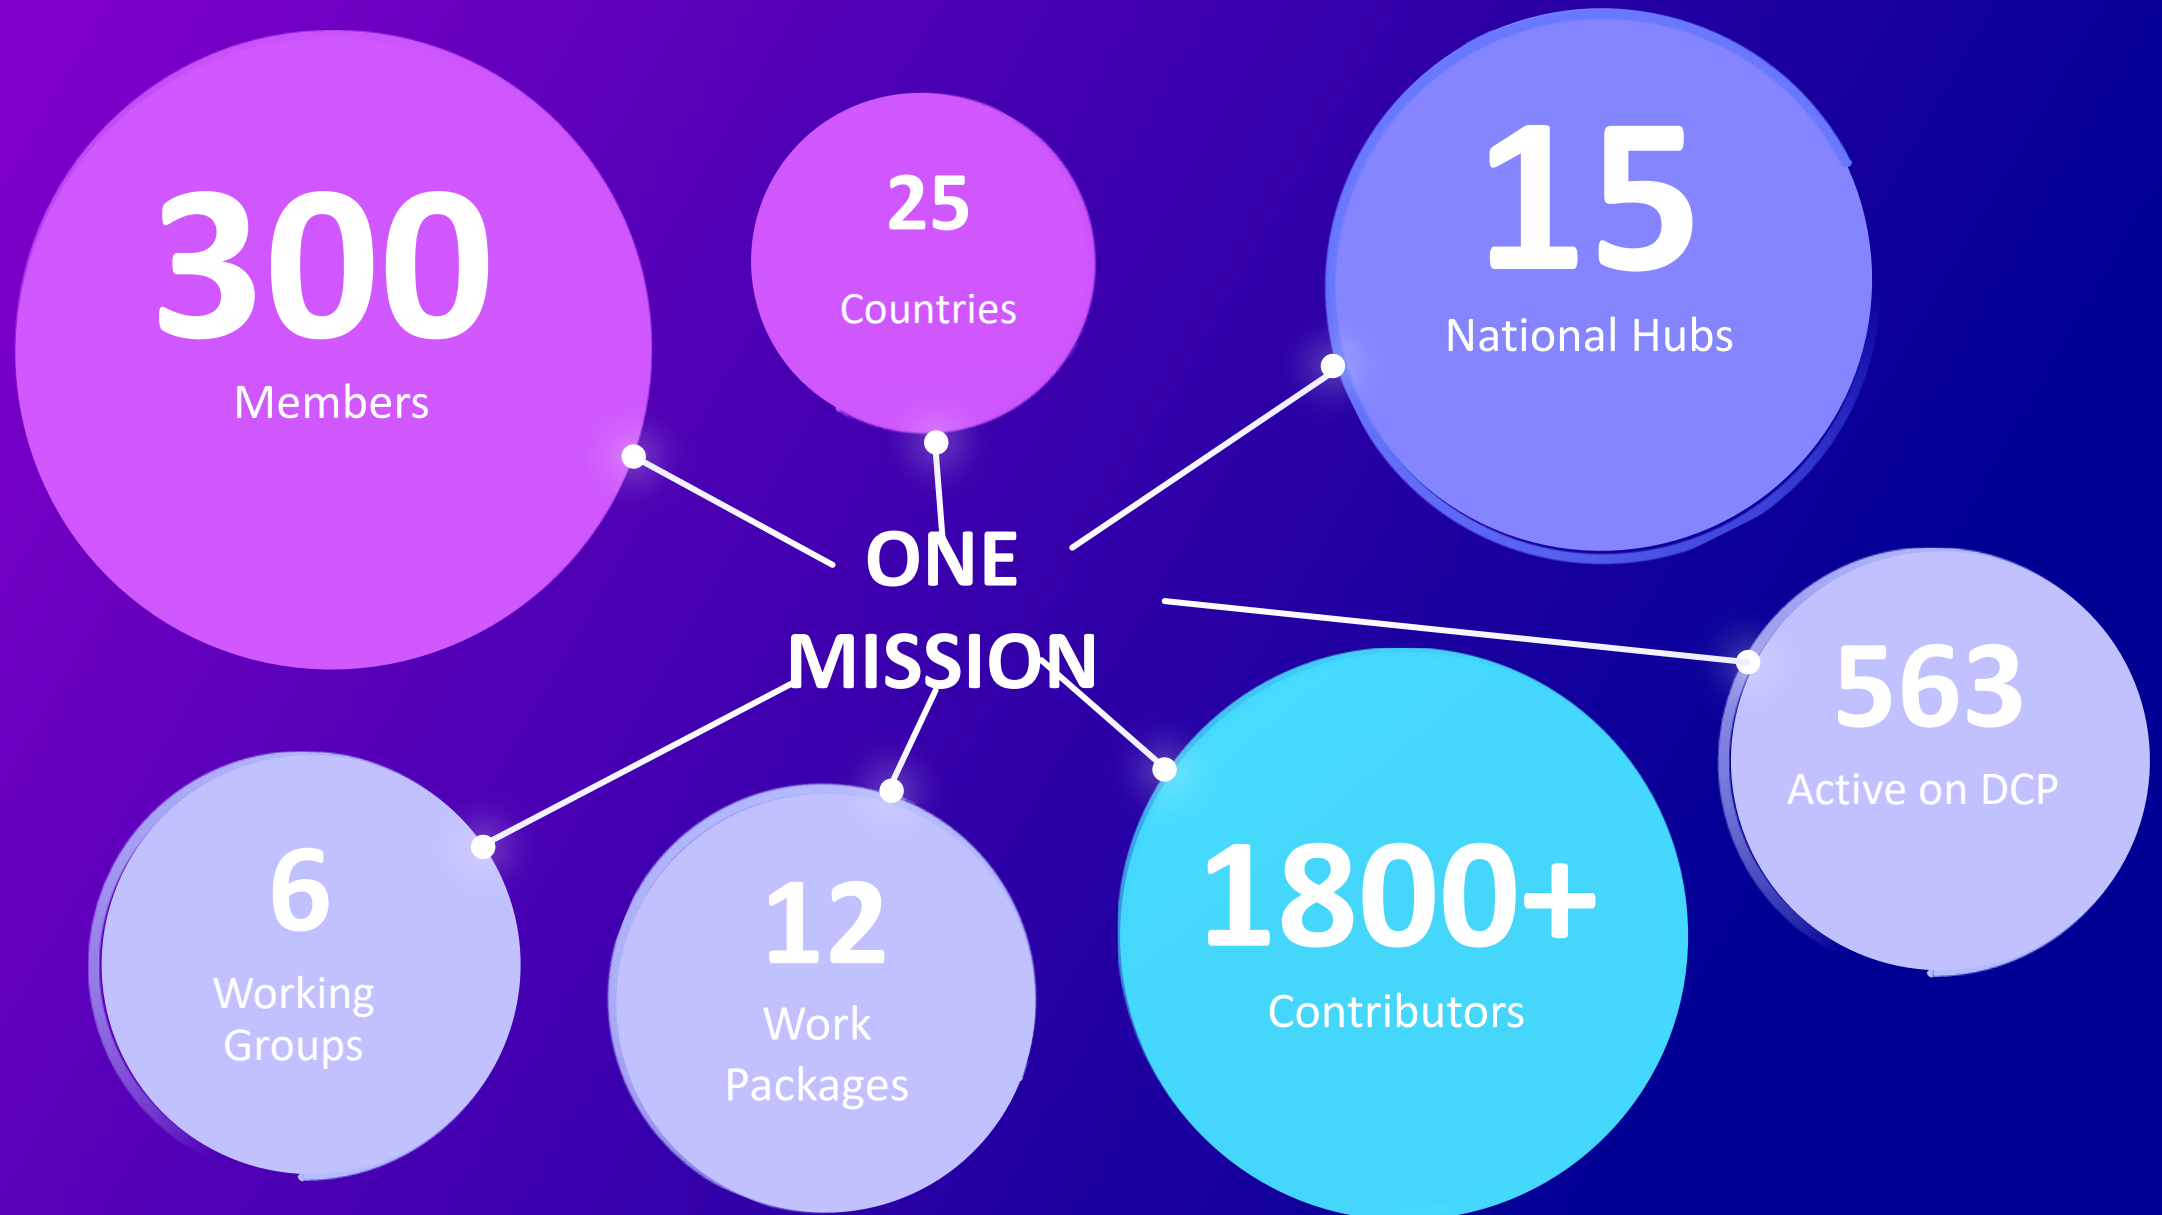 300
Members
25
Countries
15
National Hubs
ONE
MISSION
563
Active on DCP
6
Working
Groups
12
Work
Packages
1800+
Contributors